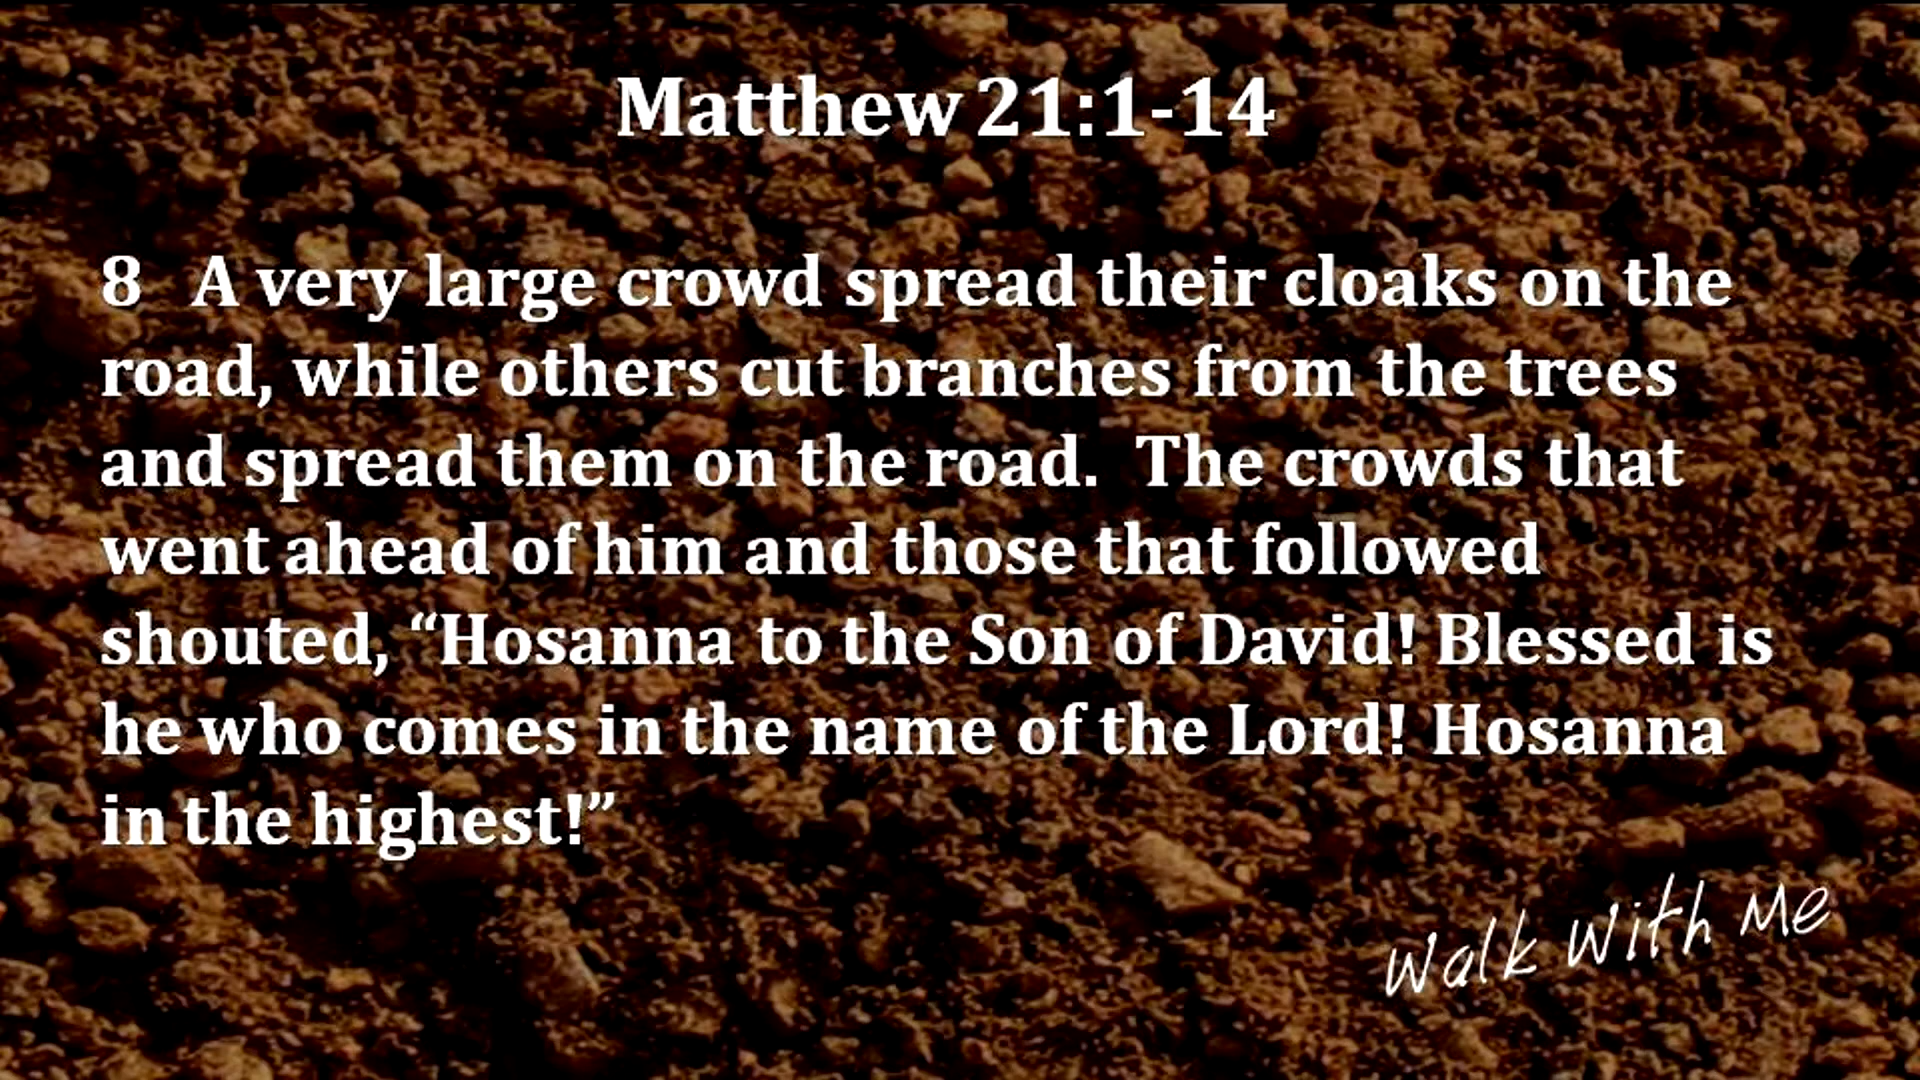 Matthew 21:1-14
8 A very large crowd spread their cloaks on the
road, while others cut branches from the trees
and spread them on the road. The crowds that
went ahead of him and those that followed
shouted, “Hosanna to the Son of David! Blessed is
he who comes in the name of the Lord! Hosanna
in the highest!”
Walk With Me